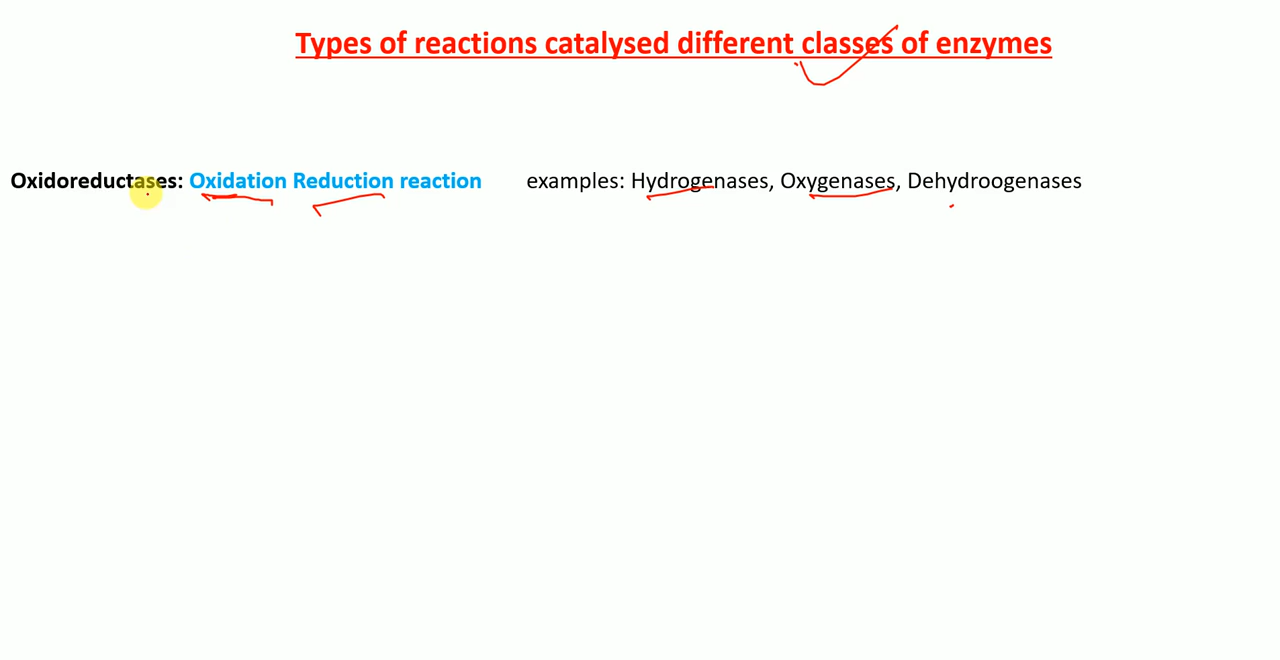 Types of reactions catalysed different classes of enzymes
Oxidoreductases: Oxidation Reduction reaction examples: Hydrogenases, Oxygenases, Dehydroogenases